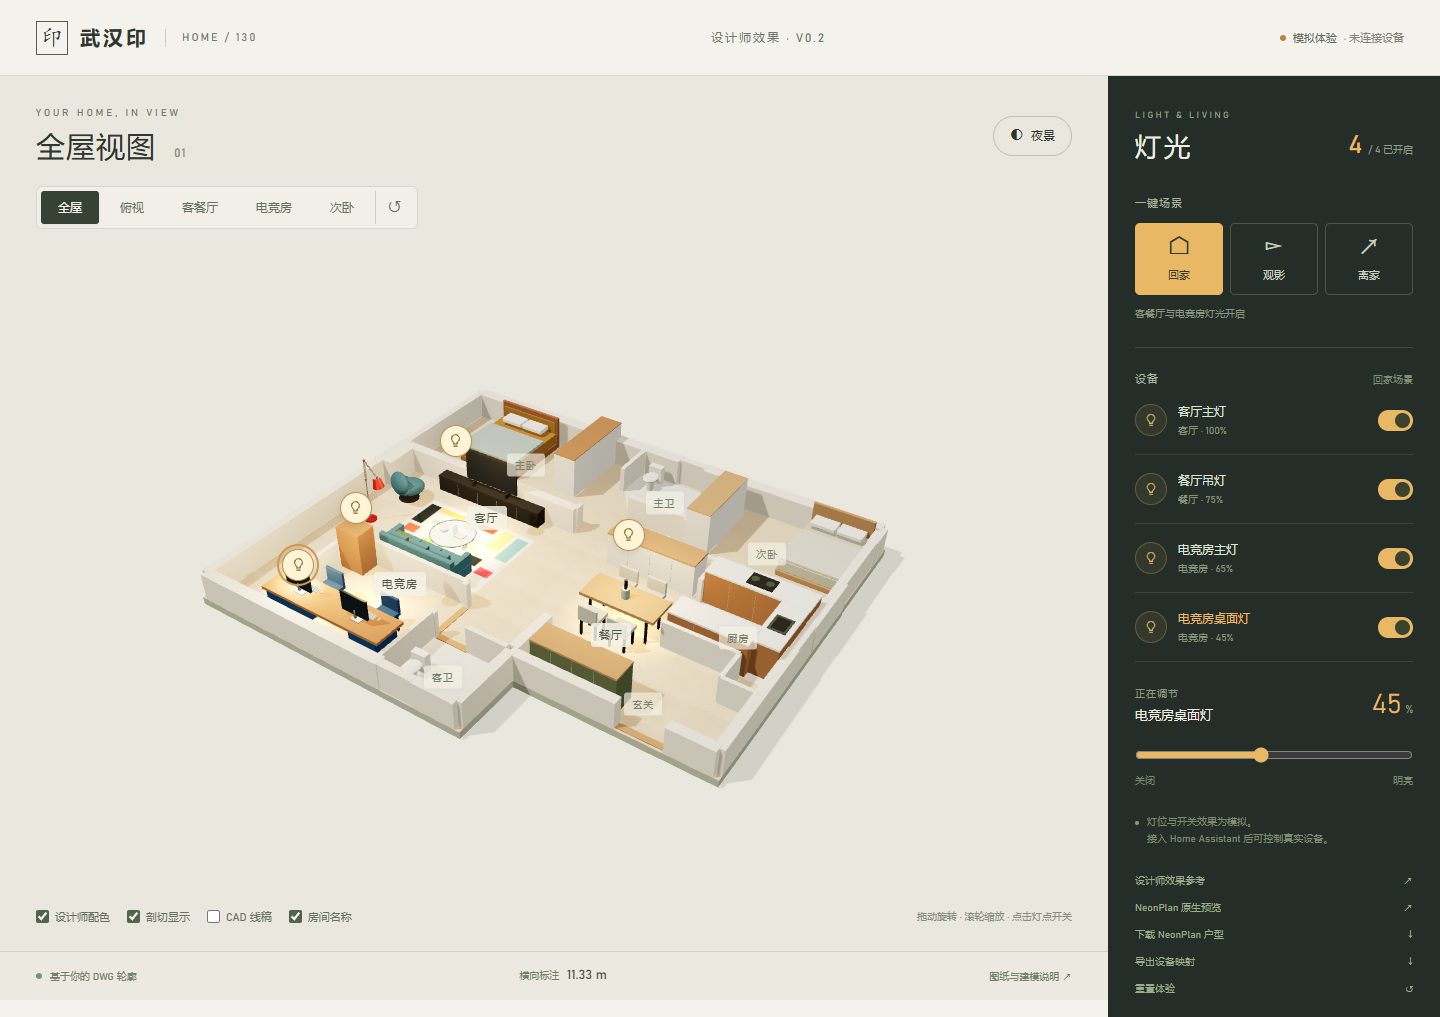 印 武汉印 HOME / 130
设计师效果 · V0.2
模拟体验 · 未连接设备
YOUR HOME, IN VIEW
全屋视图 01
夜景
全屋 俯视 客餐厅 电竞房 次卧 ↺
主卧
主卫
客厅
次卧
电竞房
餐厅
厨房
客卫
玄关
设计师配色 剖切显示 CAD 线稿 房间名称
拖动旋转 · 滚轮缩放 · 点击灯点开关
基于你的 DWG 轮廓
横向标注 11.33 m
图纸与建模说明 ↗
LIGHT & LIVING
灯光 4 / 4 已开启
一键场景
回家 观影 离家
客餐厅与电竞房灯光开启
设备 回家场景
客厅主灯
客厅 · 100%
餐厅吊灯
餐厅 · 75%
电竞房主灯
电竞房 · 65%
电竞房桌面灯
电竞房 · 45%
正在调节
电竞房桌面灯 45 %
关闭 明亮
灯位与开关效果为模拟。
接入 Home Assistant 后可控制真实设备。
设计师效果参考 ↗
NeonPlan 原生预览 ↗
下载 NeonPlan 户型 ↓
导出设备映射 ↓
重置体验 ↺